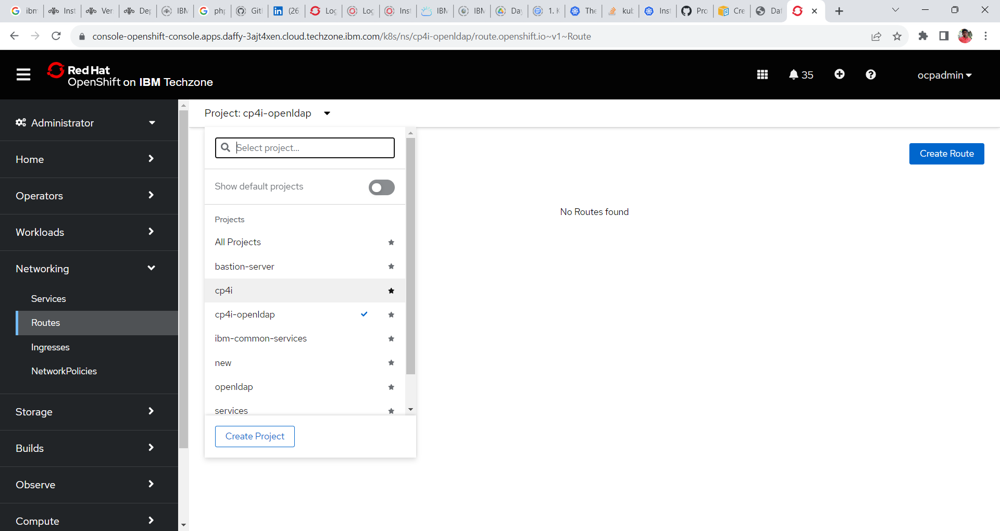 ibm
Inst
Ver
Dep
IBM
php
Git
(26
Log
Log
Inst
IBM
IBM
Day
1. K
The
kub
Inst
Pro
Cre
Daf
console-openshift-console.apps.daffy-3ajt4xen.cloud.techzone.ibm.com/k8s/ns/cp4i-openldap/route.openshift.io~v1~Route
Red Hat
OpenShift on IBM Techzone
35
ocpadmin
Administrator
Home
Operators
Workloads
Networking
Services
Routes
Ingresses
NetworkPolicies
Storage
Builds
Observe
Compute
Project: cp4i-openldap
Select project...
Show default projects
Projects
All Projects
bastion-server
cp4i
cp4i-openldap
ibm-common-services
new
openldap
services
Create Project
Create Route
No Routes found